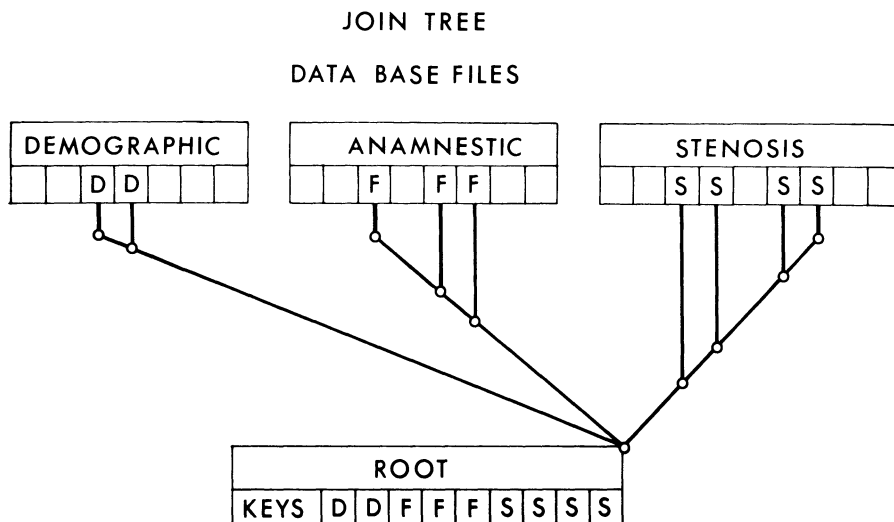 JOIN TREE
DATA BASE FILES
DEMOGRAPHIC ANAMNESTIC STENOSIS
D D F F F S S S S
ROOT
KEYS D D F F F S S S S